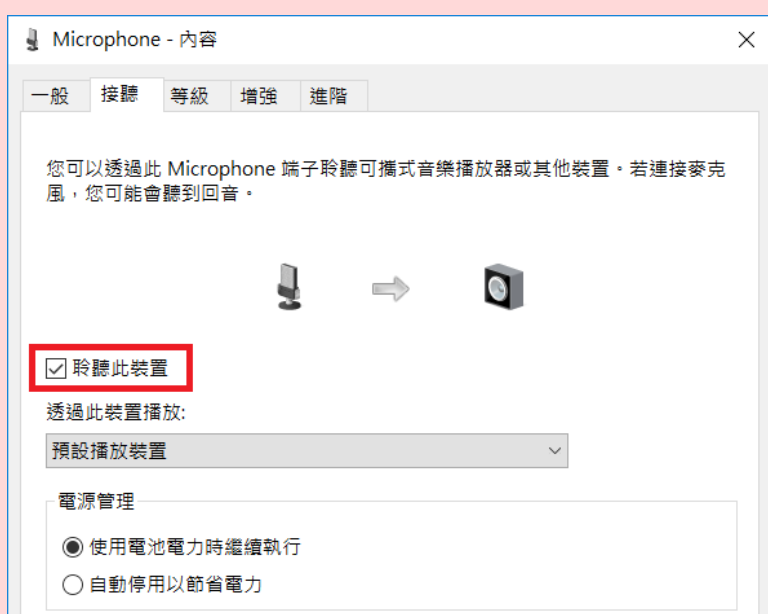 Microphone - 內容
一般 接聽 等級 增強 進階
您可以透過此 Microphone 端子聆聽可攜式音樂播放器或其他裝置。若連接麥克
風，您可能會聽到回音。
聆聽此裝置
透過此裝置播放:
預設播放裝置
電源管理
使用電池電力時繼續執行
自動停用以節省電力